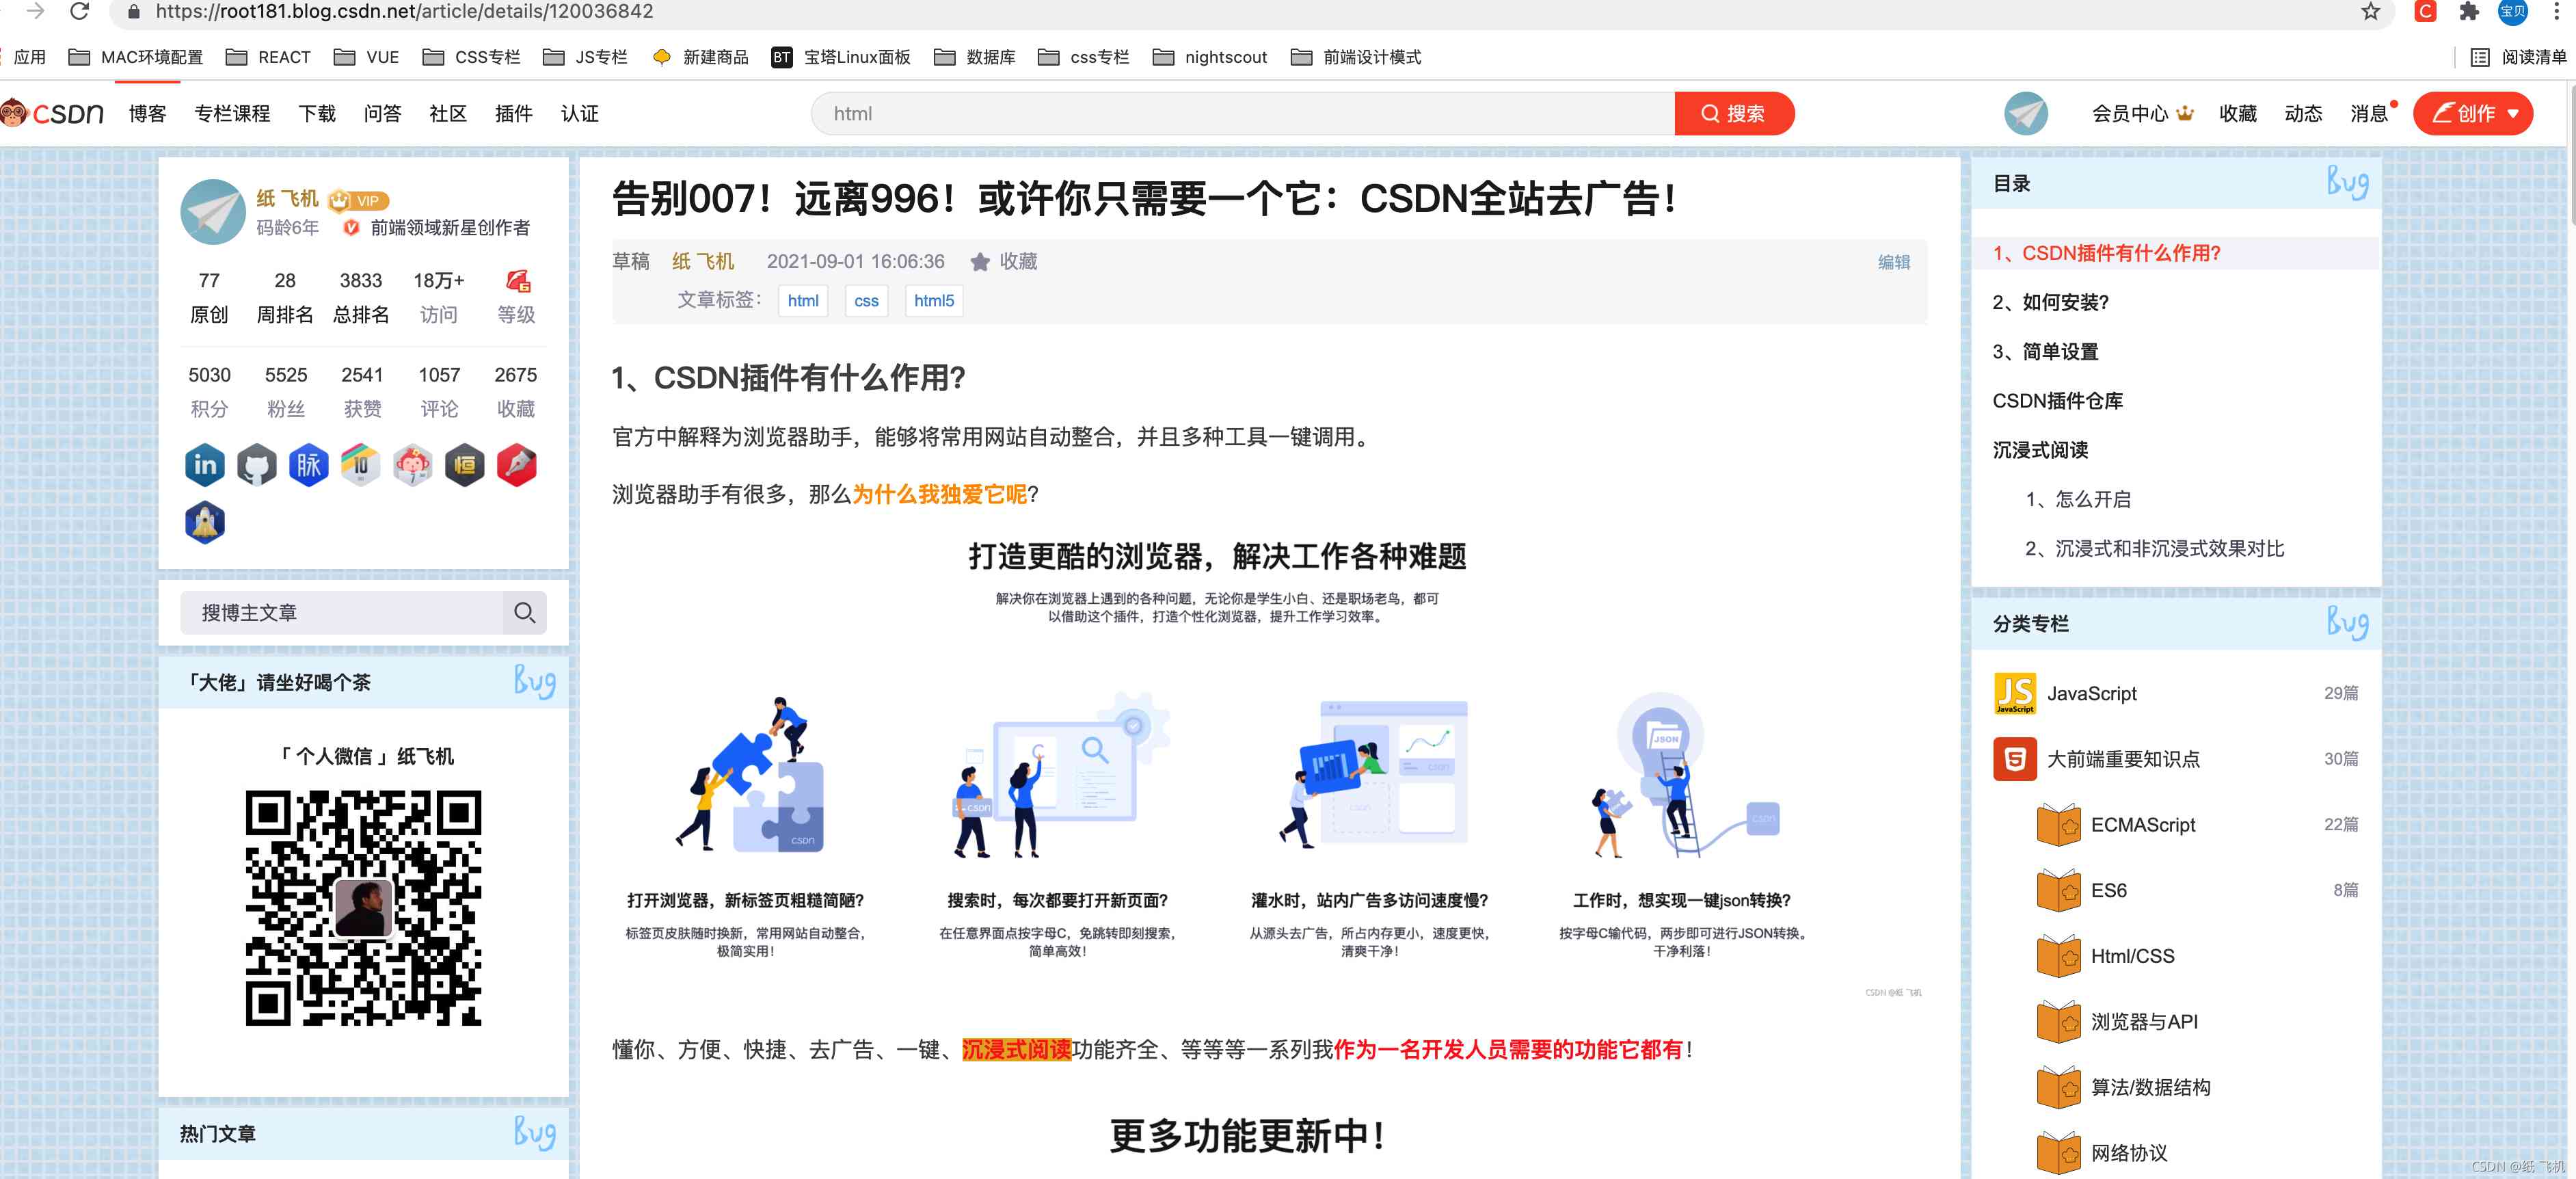 https://root181.blog.csdn.net/article/details/120036842
宝贝
应用 MAC环境配置 REACT VUE CSS专栏 JS专栏 新建商品 BT 宝塔Linux面板 数据库 css专栏 nightscout 前端设计模式 阅读清单
CSDN 博客 专栏课程 下载 问答 社区 插件 认证 html 搜索 会员中心 收藏 动态 消息 创作
纸 飞机 VIP
码龄6年 前端领域新星创作者
77 28 3833 18万+
原创 周排名 总排名 访问 等级
5030 5525 2541 1057 2675
积分 粉丝 获赞 评论 收藏
in 脉 10 1 恒
搜博主文章
「大佬」请坐好喝个茶 Bug
「 个人微信 」纸飞机
热门文章 Bug
告别007！远离996！或许你只需要一个它：CSDN全站去广告！
草稿 纸 飞机 2021-09-01 16:06:36 收藏 编辑
文章标签： html css html5
1、CSDN插件有什么作用？
官方中解释为浏览器助手，能够将常用网站自动整合，并且多种工具一键调用。
浏览器助手有很多，那么为什么我独爱它呢？
打造更酷的浏览器，解决工作各种难题
解决你在浏览器上遇到的各种问题，无论你是学生小白、还是职场老鸟，都可
以借助这个插件，打造个性化浏览器，提升工作学习效率。
CSDN
C
CSDN
CSDN
CSDN
JSON
CSDN
打开浏览器，新标签页粗糙简陋？ 搜索时，每次都要打开新页面？ 灌水时，站内广告多访问速度慢？ 工作时，想实现一键json转换？
标签页皮肤随时换新，常用网站自动整合， 在任意界面点按字母C，免跳转即刻搜索， 从源头去广告，所占内存更小，速度更快， 按字母C输代码，两步即可进行JSON转换。
极简实用！ 简单高效！ 清爽干净！ 干净利落！
CSDN @纸 飞机
懂你、方便、快捷、去广告、一键、沉浸式阅读功能齐全、等等等一系列我作为一名开发人员需要的功能它都有！
更多功能更新中！
目录 Bug
1、CSDN插件有什么作用？
2、如何安装？
3、简单设置
CSDN插件仓库
沉浸式阅读
1、怎么开启
2、沉浸式和非沉浸式效果对比
分类专栏 Bug
JS JavaScript JavaScript 29篇
5 大前端重要知识点 30篇
ECMAScript 22篇
ES6 8篇
Html/CSS
浏览器与API
算法/数据结构
网络协议
CSDN @纸 飞机